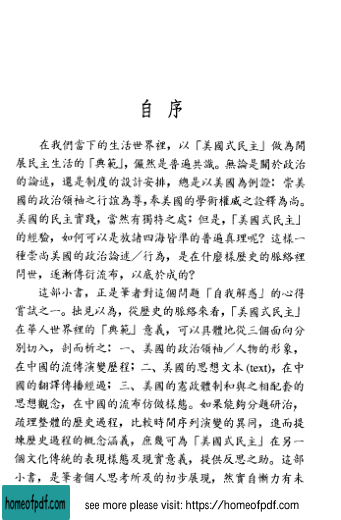 自 序
在我們當下的生活世界裡，以「美國式民主」做為開
展民主生活的「典範」，儼然是普遍共識。無論是關於政治
的論述，還是制度的設計安排，總是以美國為例證：崇美
國的政治領袖之行誼為尊，奉美國的學術權威之詮釋為尚。
美國的民主實踐，當然有獨特之處；但是，「美國式民主」
的經驗，如何可以是放諸四海皆準的普遍真理呢？這樣一
種崇尚美國的政治論述／行為，是在什麼樣歷史的脈絡裡
問世，逐漸傳衍流布，以底於成的？
這部小書，正是筆者對這個問題「自我解惑」的心得
嘗試之一。拙見以為，從歷史的脈絡來看，「美國式民主」
在華人世界裡的「典範」意義，可以具體地從三個面向分
別切入，剖而析之：一、美國的政治領袖／人物的形象，
在中國的流傳演變歷程；二、美國的思想文本 (text)，在中
國的翻譯傳播經過；三、美國的憲政體制和與之相配套的
思想觀念，在中國的流布仿做樣態。如果能夠分題研治，
疏理整體的歷史過程，比較時間序列演變的異同，進而提
煉歷史過程的概念涵義，庶幾可為「美國式民主」在另一
個文化傳統的表現樣態及現實意義，提供反思之助。這部
小書，是筆者個人思考所及的初步展現，然實自慚力有未
homeofpdf.com
see more please visit: https://homeofpdf.com